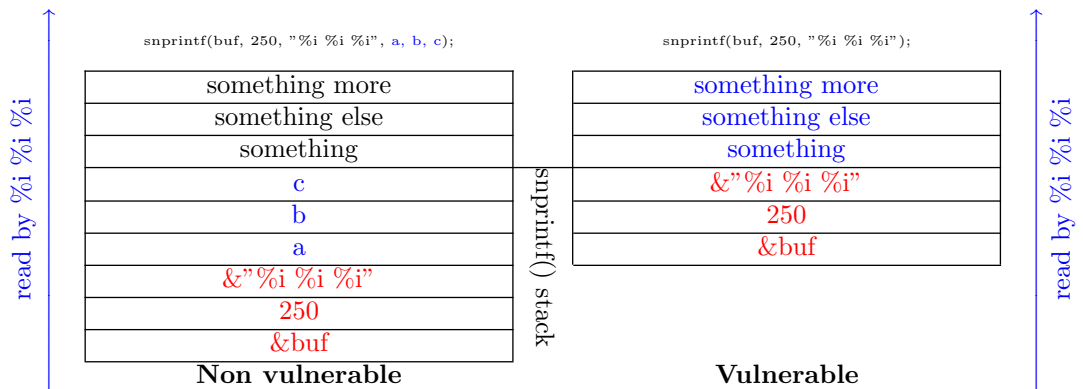 snprintf(buf, 250, ”%i %i %i”, a, b, c);
something more
something else
something
c
b
a
&”%i %i %i”
250
&buf
Non vulnerable
read by %i %i %i
snprintf() stack
snprintf(buf, 250, ”%i %i %i”);
something more
something else
something
&”%i %i %i”
250
&buf
Vulnerable
read by %i %i %i